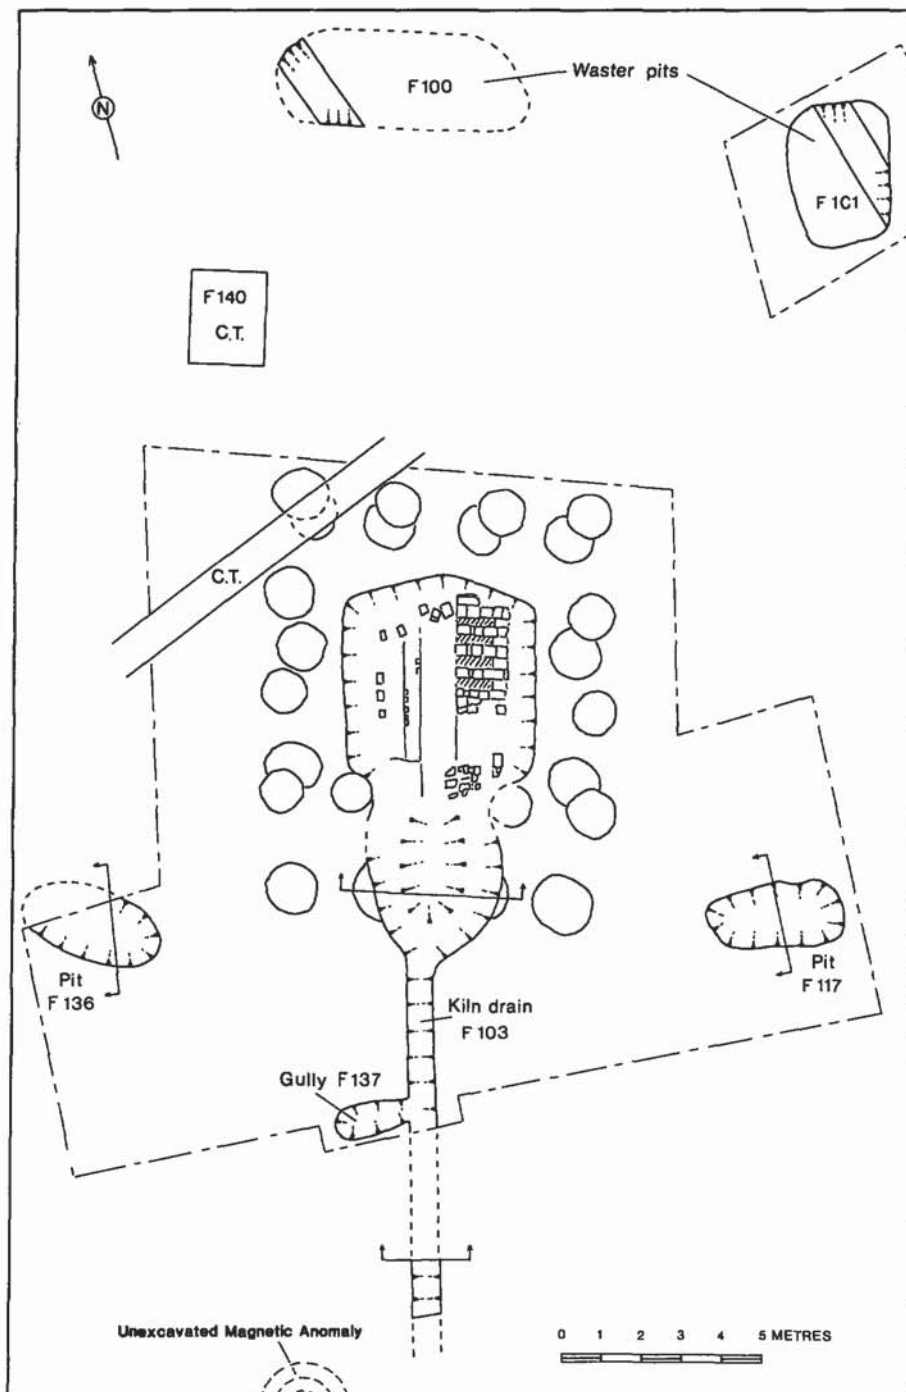 N
F100
Waster pits
F1C1
F140
C.T.
C.T.
Pit
F136
Kiln drain
F103
Pit
F117
Gully F137
Unexcavated Magnetic Anomaly
0 1 2 3 4 5 METRES